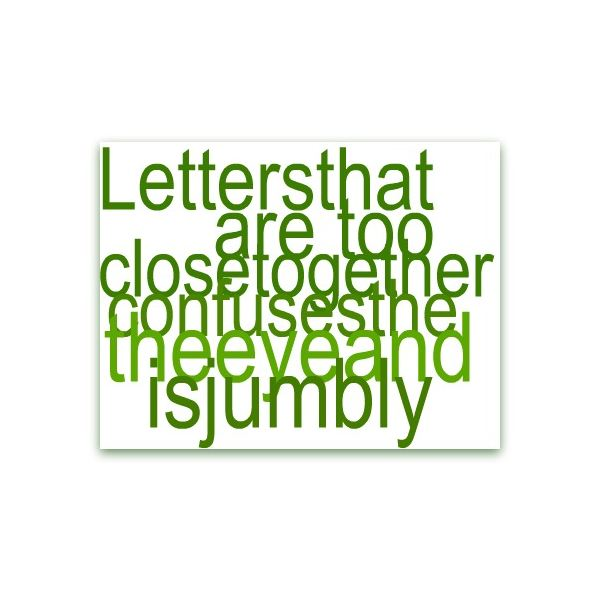 Lettersthat
are too
closetogether
confusesthe
theeyeand
isjumbly